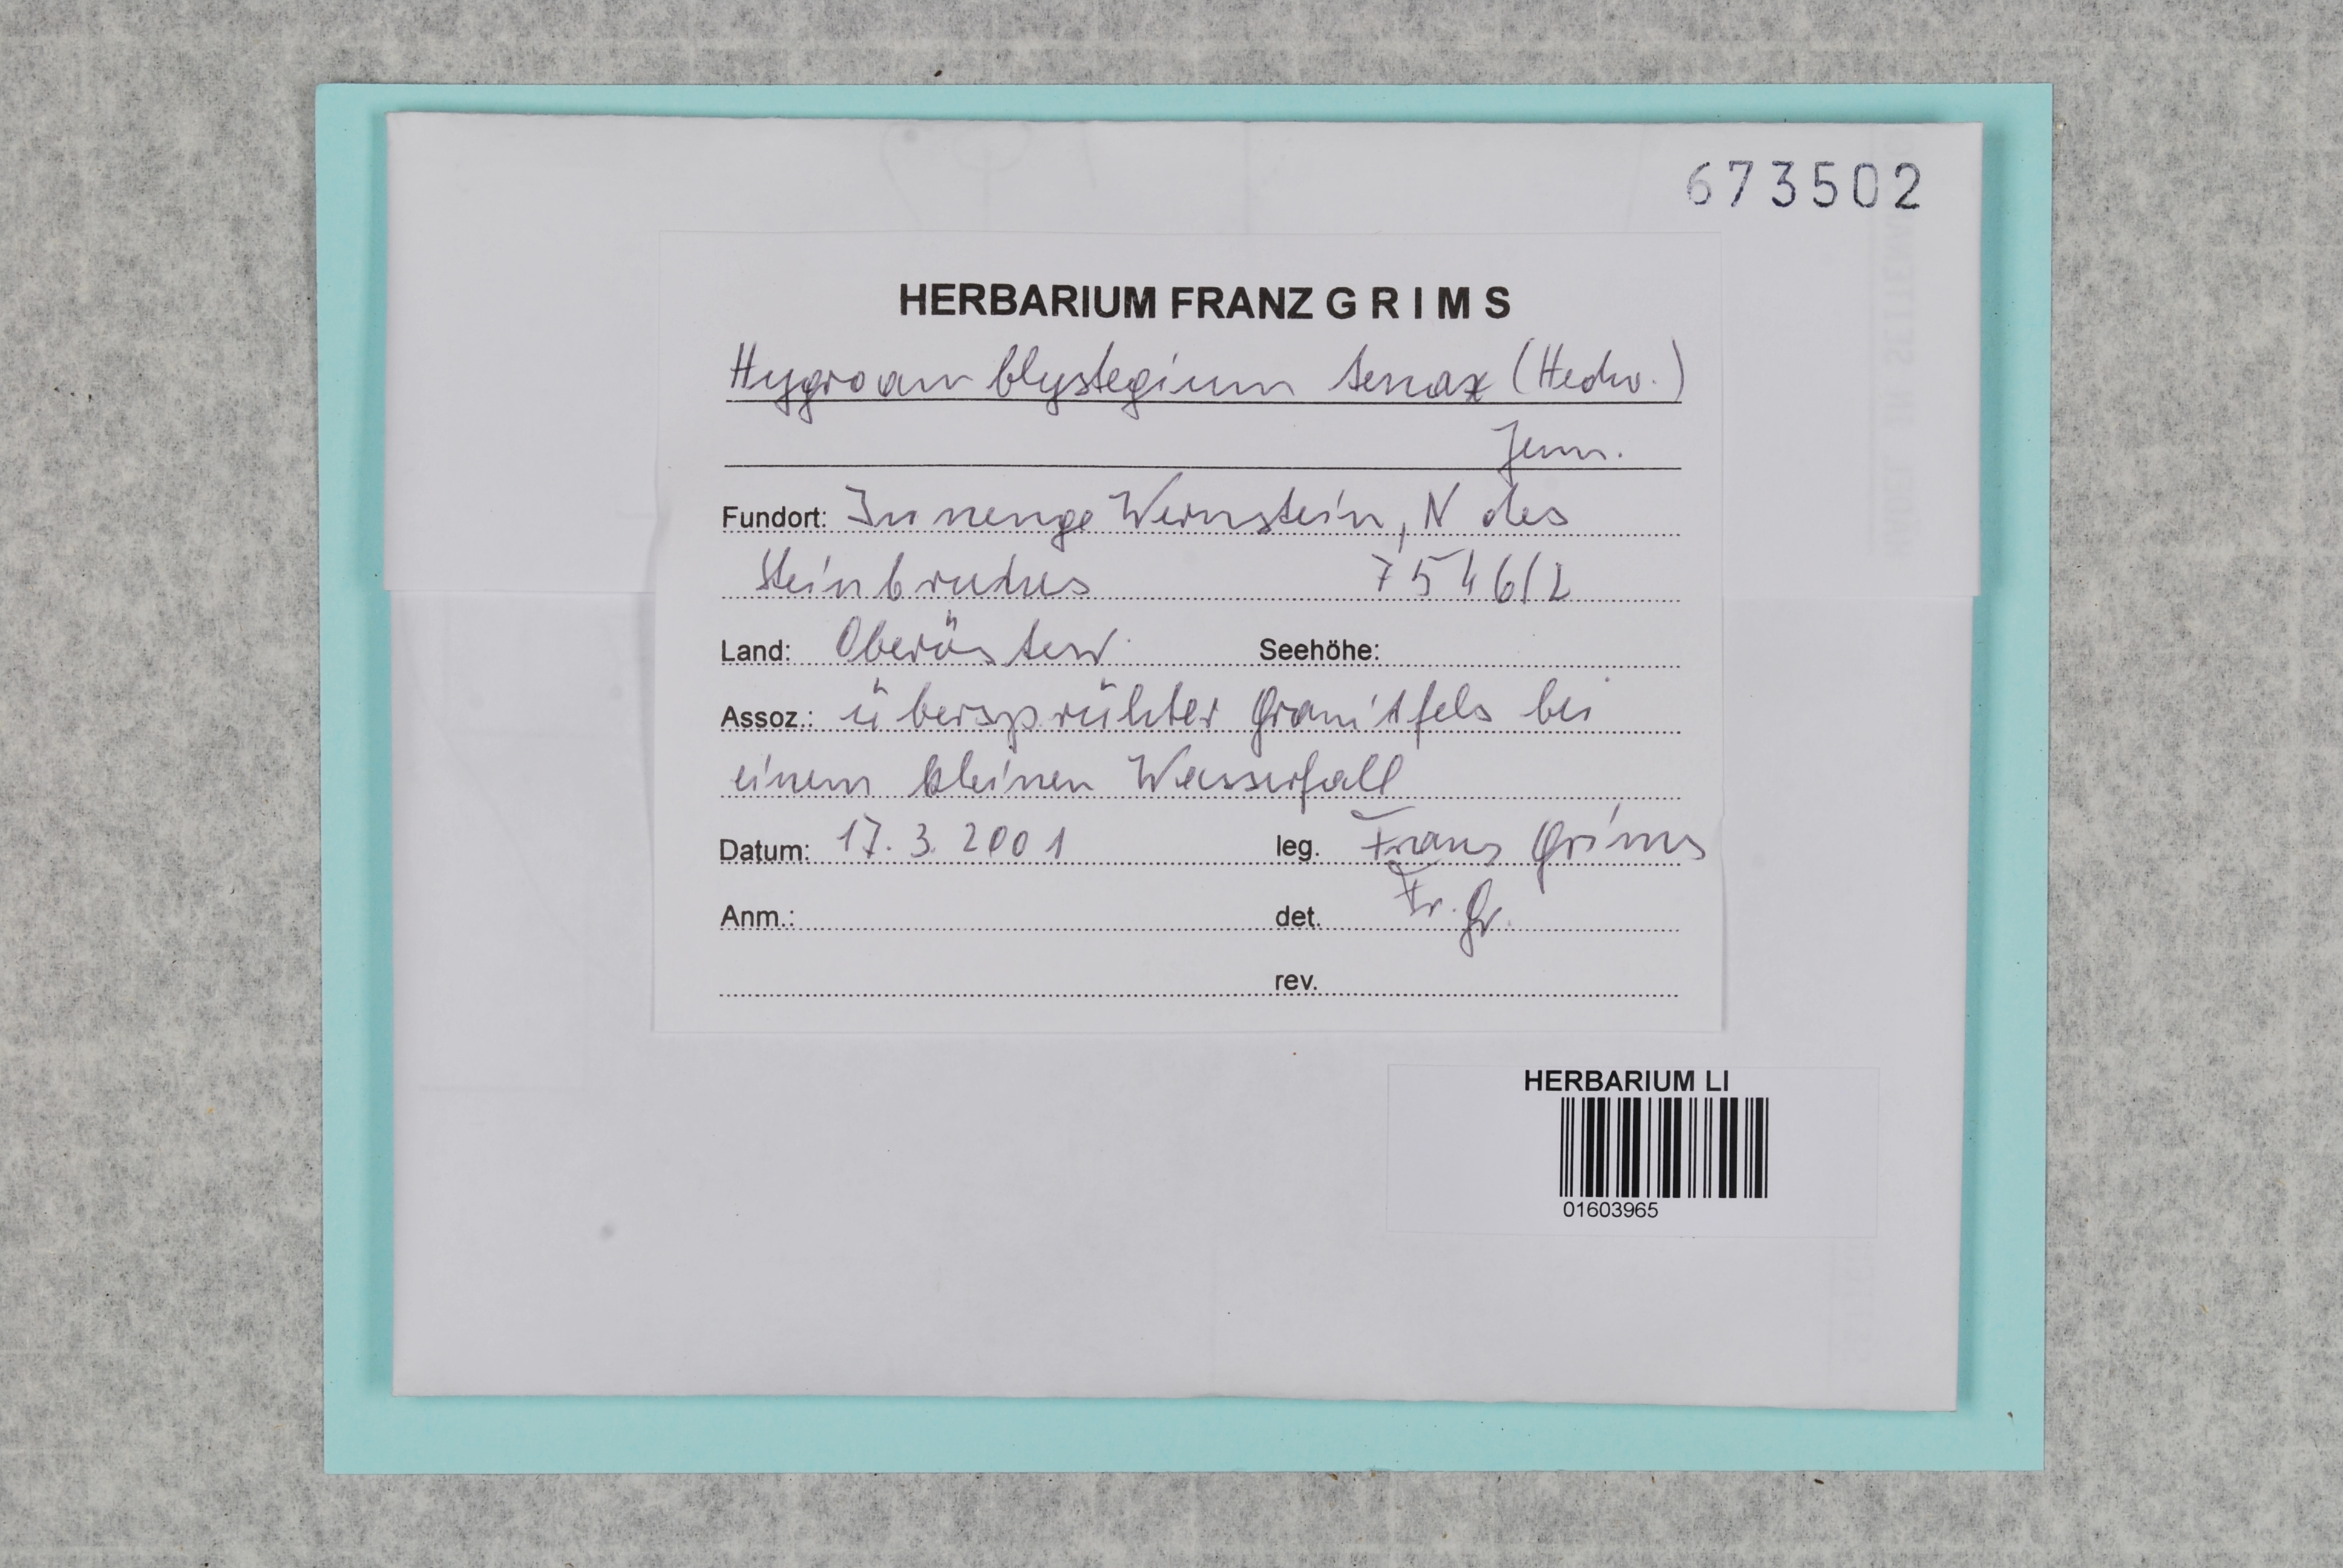 673502
HERBARIUM FRANZ G R I M S
Hygroamblystegium tenax (Hedw.)
Jenn.
Fundort: Innenge Wernstein, N des
Steinbruches 7546/2
Land: Oberösterr. Seehöhe:
Assoz.: übersprühter Granitfels bei
einem kleinen Wasserfall
Datum: 17.3.2001 leg. Franz Grims
Anm.: det. Fr. Gr.
rev.
HERBARIUM LI
01603965